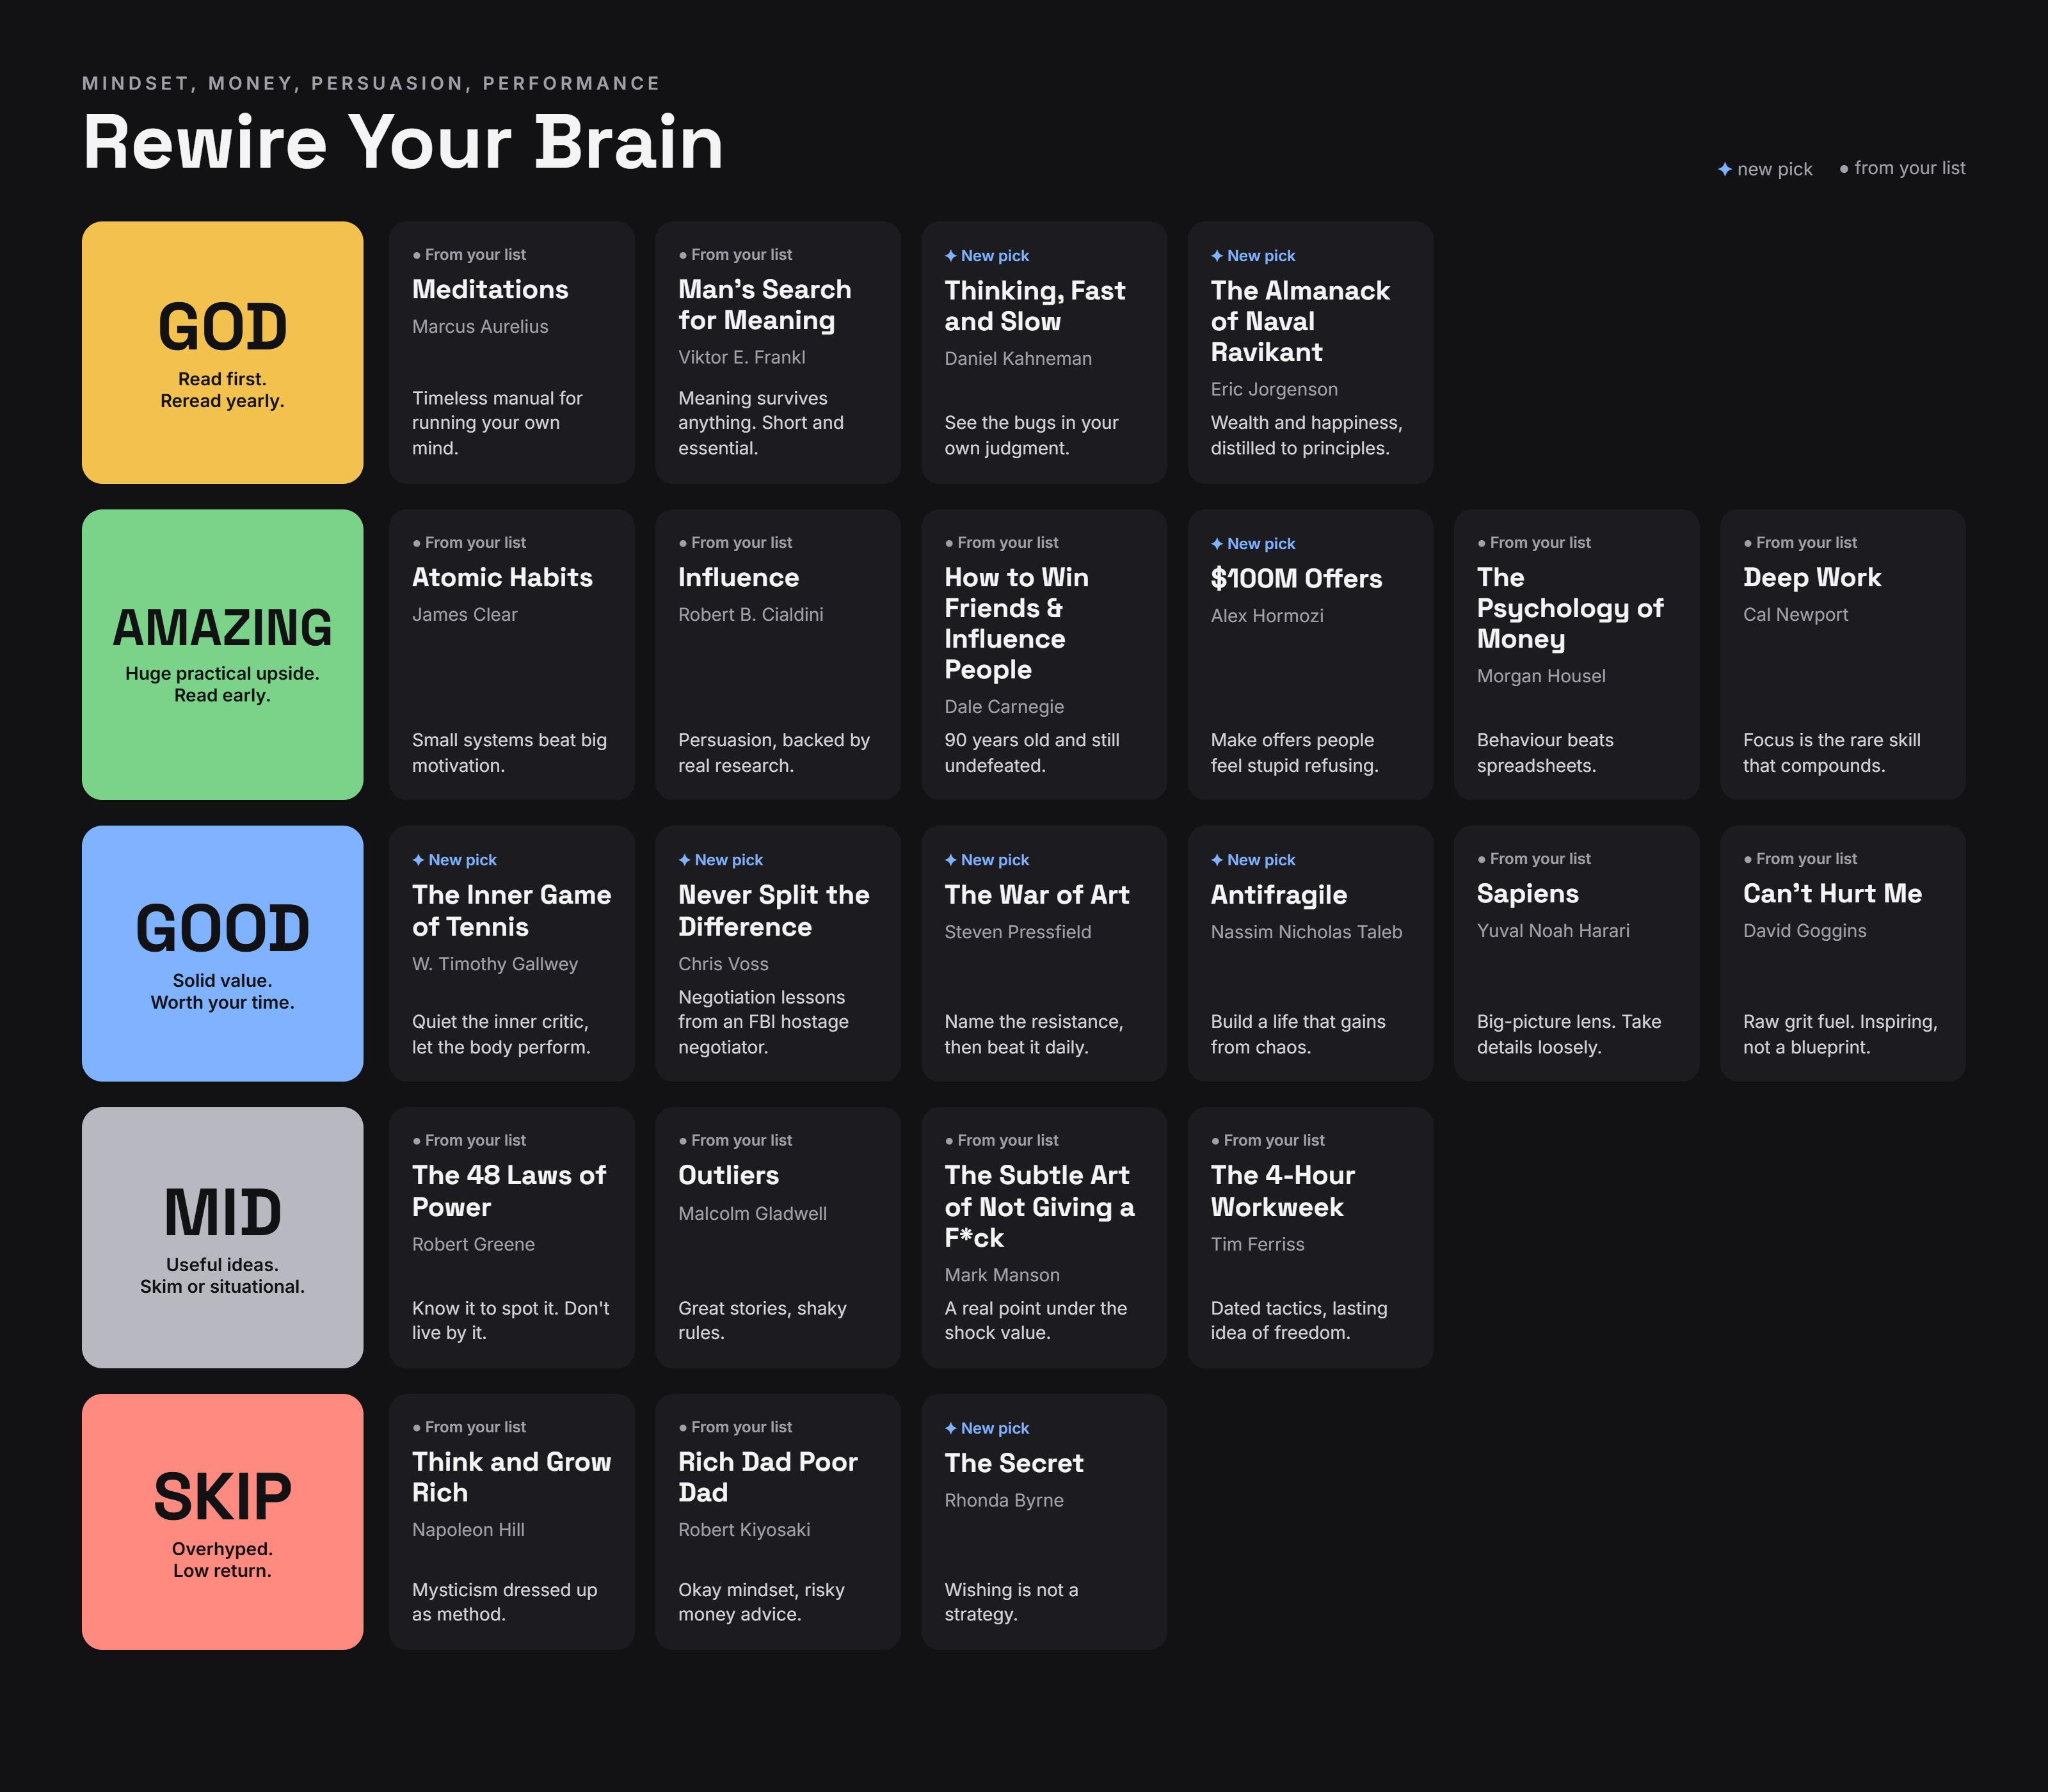 MINDSET, MONEY, PERSUASION, PERFORMANCE
Rewire Your Brain
✦ new pick
● from your list
GOD
Read first.
Reread yearly.
● From your list
Meditations
Marcus Aurelius
Timeless manual for
running your own
mind.
● From your list
Man’s Search
for Meaning
Viktor E. Frankl
Meaning survives
anything. Short and
essential.
✦ New pick
Thinking, Fast
and Slow
Daniel Kahneman
See the bugs in your
own judgment.
✦ New pick
The Almanack
of Naval
Ravikant
Eric Jorgenson
Wealth and happiness,
distilled to principles.
AMAZING
Huge practical upside.
Read early.
● From your list
Atomic Habits
James Clear
Small systems beat big
motivation.
● From your list
Influence
Robert B. Cialdini
Persuasion, backed by
real research.
● From your list
How to Win
Friends &
Influence
People
Dale Carnegie
90 years old and still
undefeated.
✦ New pick
$100M Offers
Alex Hormozi
Make offers people
feel stupid refusing.
● From your list
The
Psychology of
Money
Morgan Housel
Behaviour beats
spreadsheets.
● From your list
Deep Work
Cal Newport
Focus is the rare skill
that compounds.
GOOD
Solid value.
Worth your time.
✦ New pick
The Inner Game
of Tennis
W. Timothy Gallwey
Quiet the inner critic,
let the body perform.
✦ New pick
Never Split the
Difference
Chris Voss
Negotiation lessons
from an FBI hostage
negotiator.
✦ New pick
The War of Art
Steven Pressfield
Name the resistance,
then beat it daily.
✦ New pick
Antifragile
Nassim Nicholas Taleb
Build a life that gains
from chaos.
● From your list
Sapiens
Yuval Noah Harari
Big-picture lens. Take
details loosely.
● From your list
Can’t Hurt Me
David Goggins
Raw grit fuel. Inspiring,
not a blueprint.
MID
Useful ideas.
Skim or situational.
● From your list
The 48 Laws of
Power
Robert Greene
Know it to spot it. Don't
live by it.
● From your list
Outliers
Malcolm Gladwell
Great stories, shaky
rules.
● From your list
The Subtle Art
of Not Giving a
F*ck
Mark Manson
A real point under the
shock value.
● From your list
The 4-Hour
Workweek
Tim Ferriss
Dated tactics, lasting
idea of freedom.
SKIP
Overhyped.
Low return.
● From your list
Think and Grow
Rich
Napoleon Hill
Mysticism dressed up
as method.
● From your list
Rich Dad Poor
Dad
Robert Kiyosaki
Okay mindset, risky
money advice.
✦ New pick
The Secret
Rhonda Byrne
Wishing is not a
strategy.